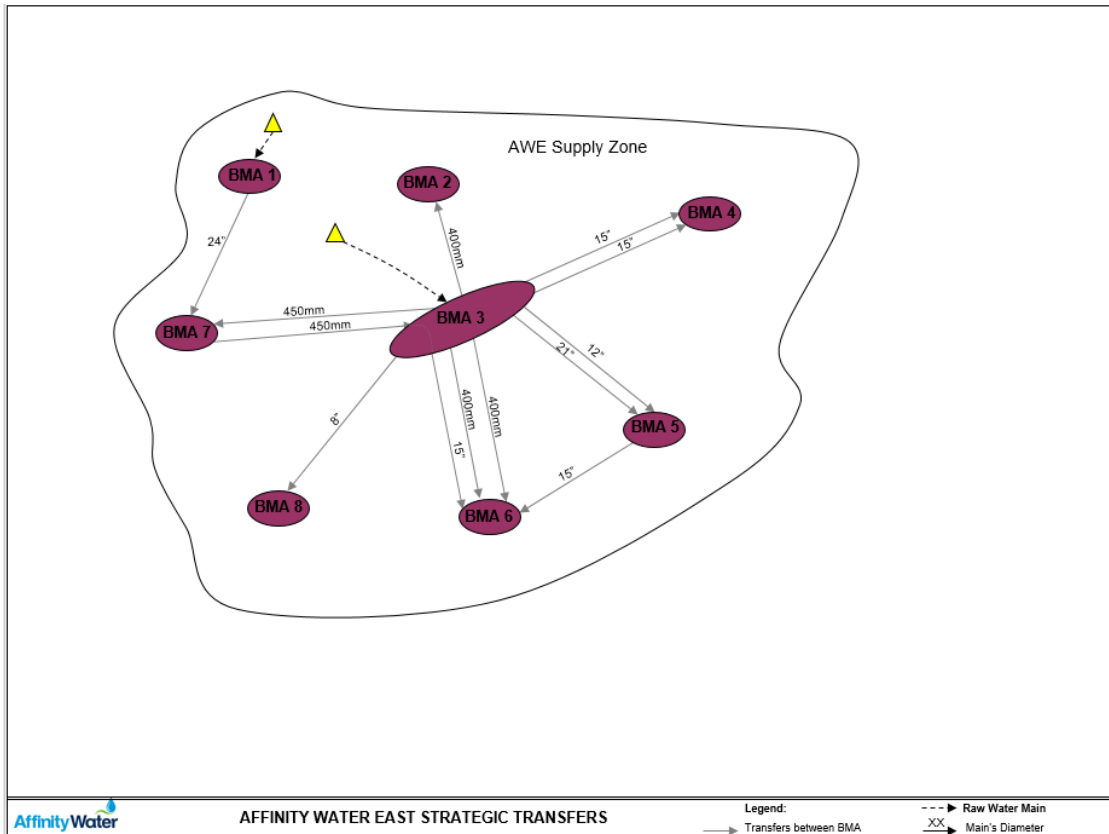 AWE Supply Zone
BMA 1
BMA 2
BMA 4
15"
15"
24"
400mm
450mm
450mm
BMA 3
BMA 7
21"
12"
8"
15"
400mm
400mm
BMA 5
15"
BMA 8
BMA 6
AffinityWater
AFFINITY WATER EAST STRATEGIC TRANSFERS
Legend:
Transfers between BMA
Raw Water Main
XX
Main's Diameter